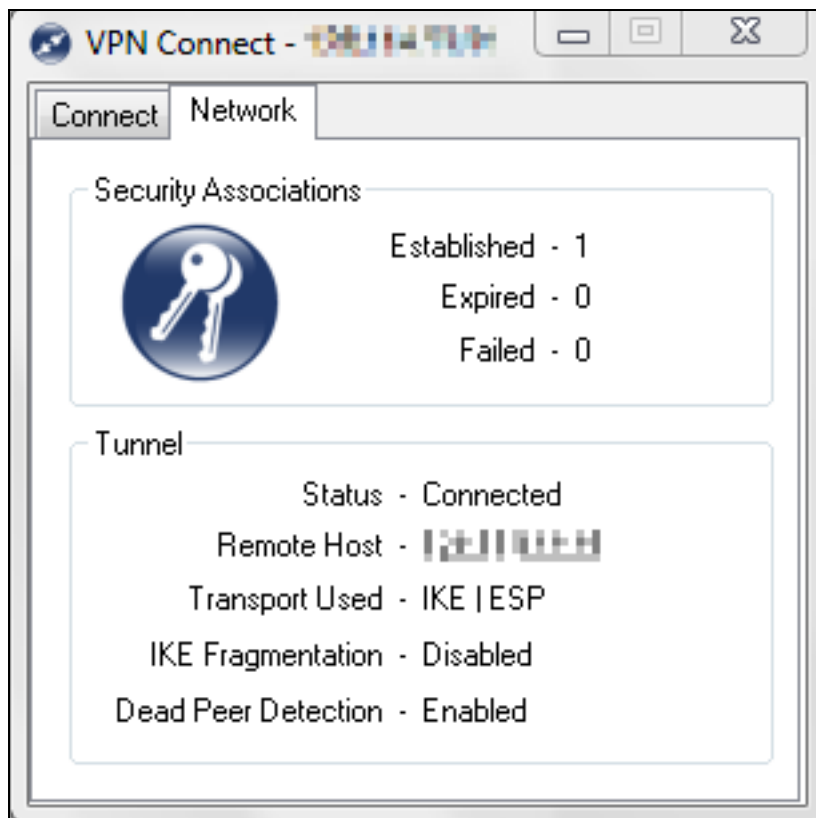 VPN Connect -
Connect
Network
Security Associations
Established - 1
Expired - 0
Failed - 0
Tunnel
Status - Connected
Remote Host -
Transport Used - IKE | ESP
IKE Fragmentation - Disabled
Dead Peer Detection - Enabled